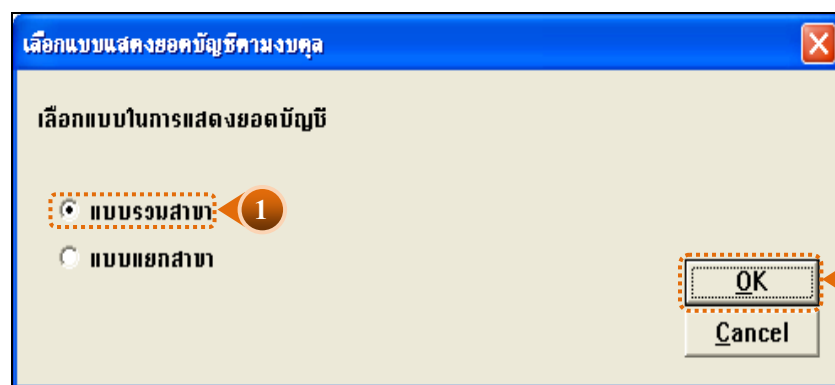 เลือกแบบแสดงยอดบัญชีตามงบดุล
เลือกแบบในการแสดงยอดบัญชี
แบบรวมสาขา 1
แบบแยกสาขา
OK
Cancel